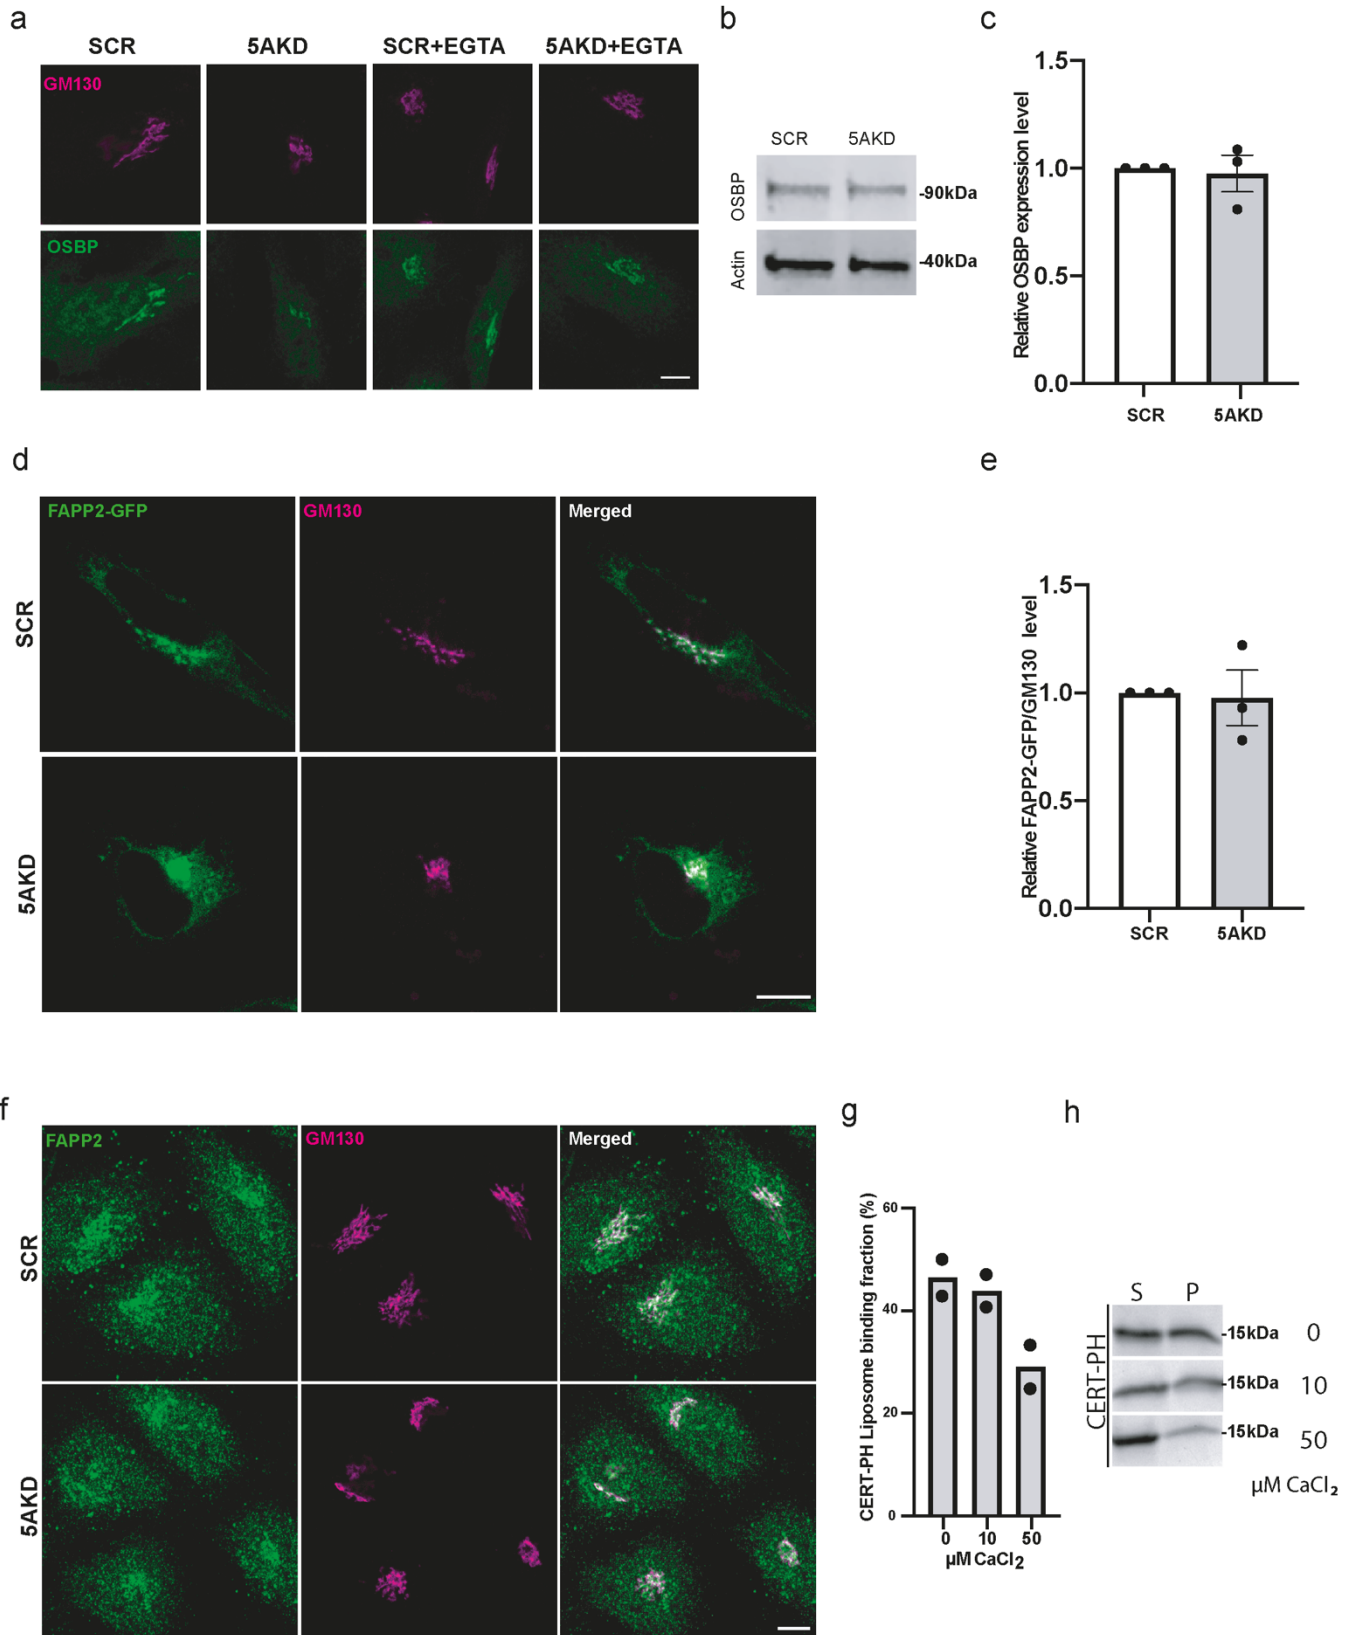 a
SCR 5AKD SCR+EGTA 5AKD+EGTA
GM130
OSBP
b
SCR 5AKD
OSBP
-90kDa
Actin
-40kDa
c
Relative OSBP expression level
1.5
1.0
0.5
0.0
SCR 5AKD
d
FAPP2-GFP GM130 Merged
SCR
5AKD
e
Relative FAPP2-GFP/GM130 level
1.5
1.0
0.5
0.0
SCR 5AKD
f
FAPP2 GM130 Merged
SCR
5AKD
g
CERT-PH Liposome binding fraction (%)
60
40
20
0
0 10 50
µM CaCl₂
h
S P
CERT-PH
-15kDa 0
-15kDa 10
-15kDa 50
µM CaCl₂